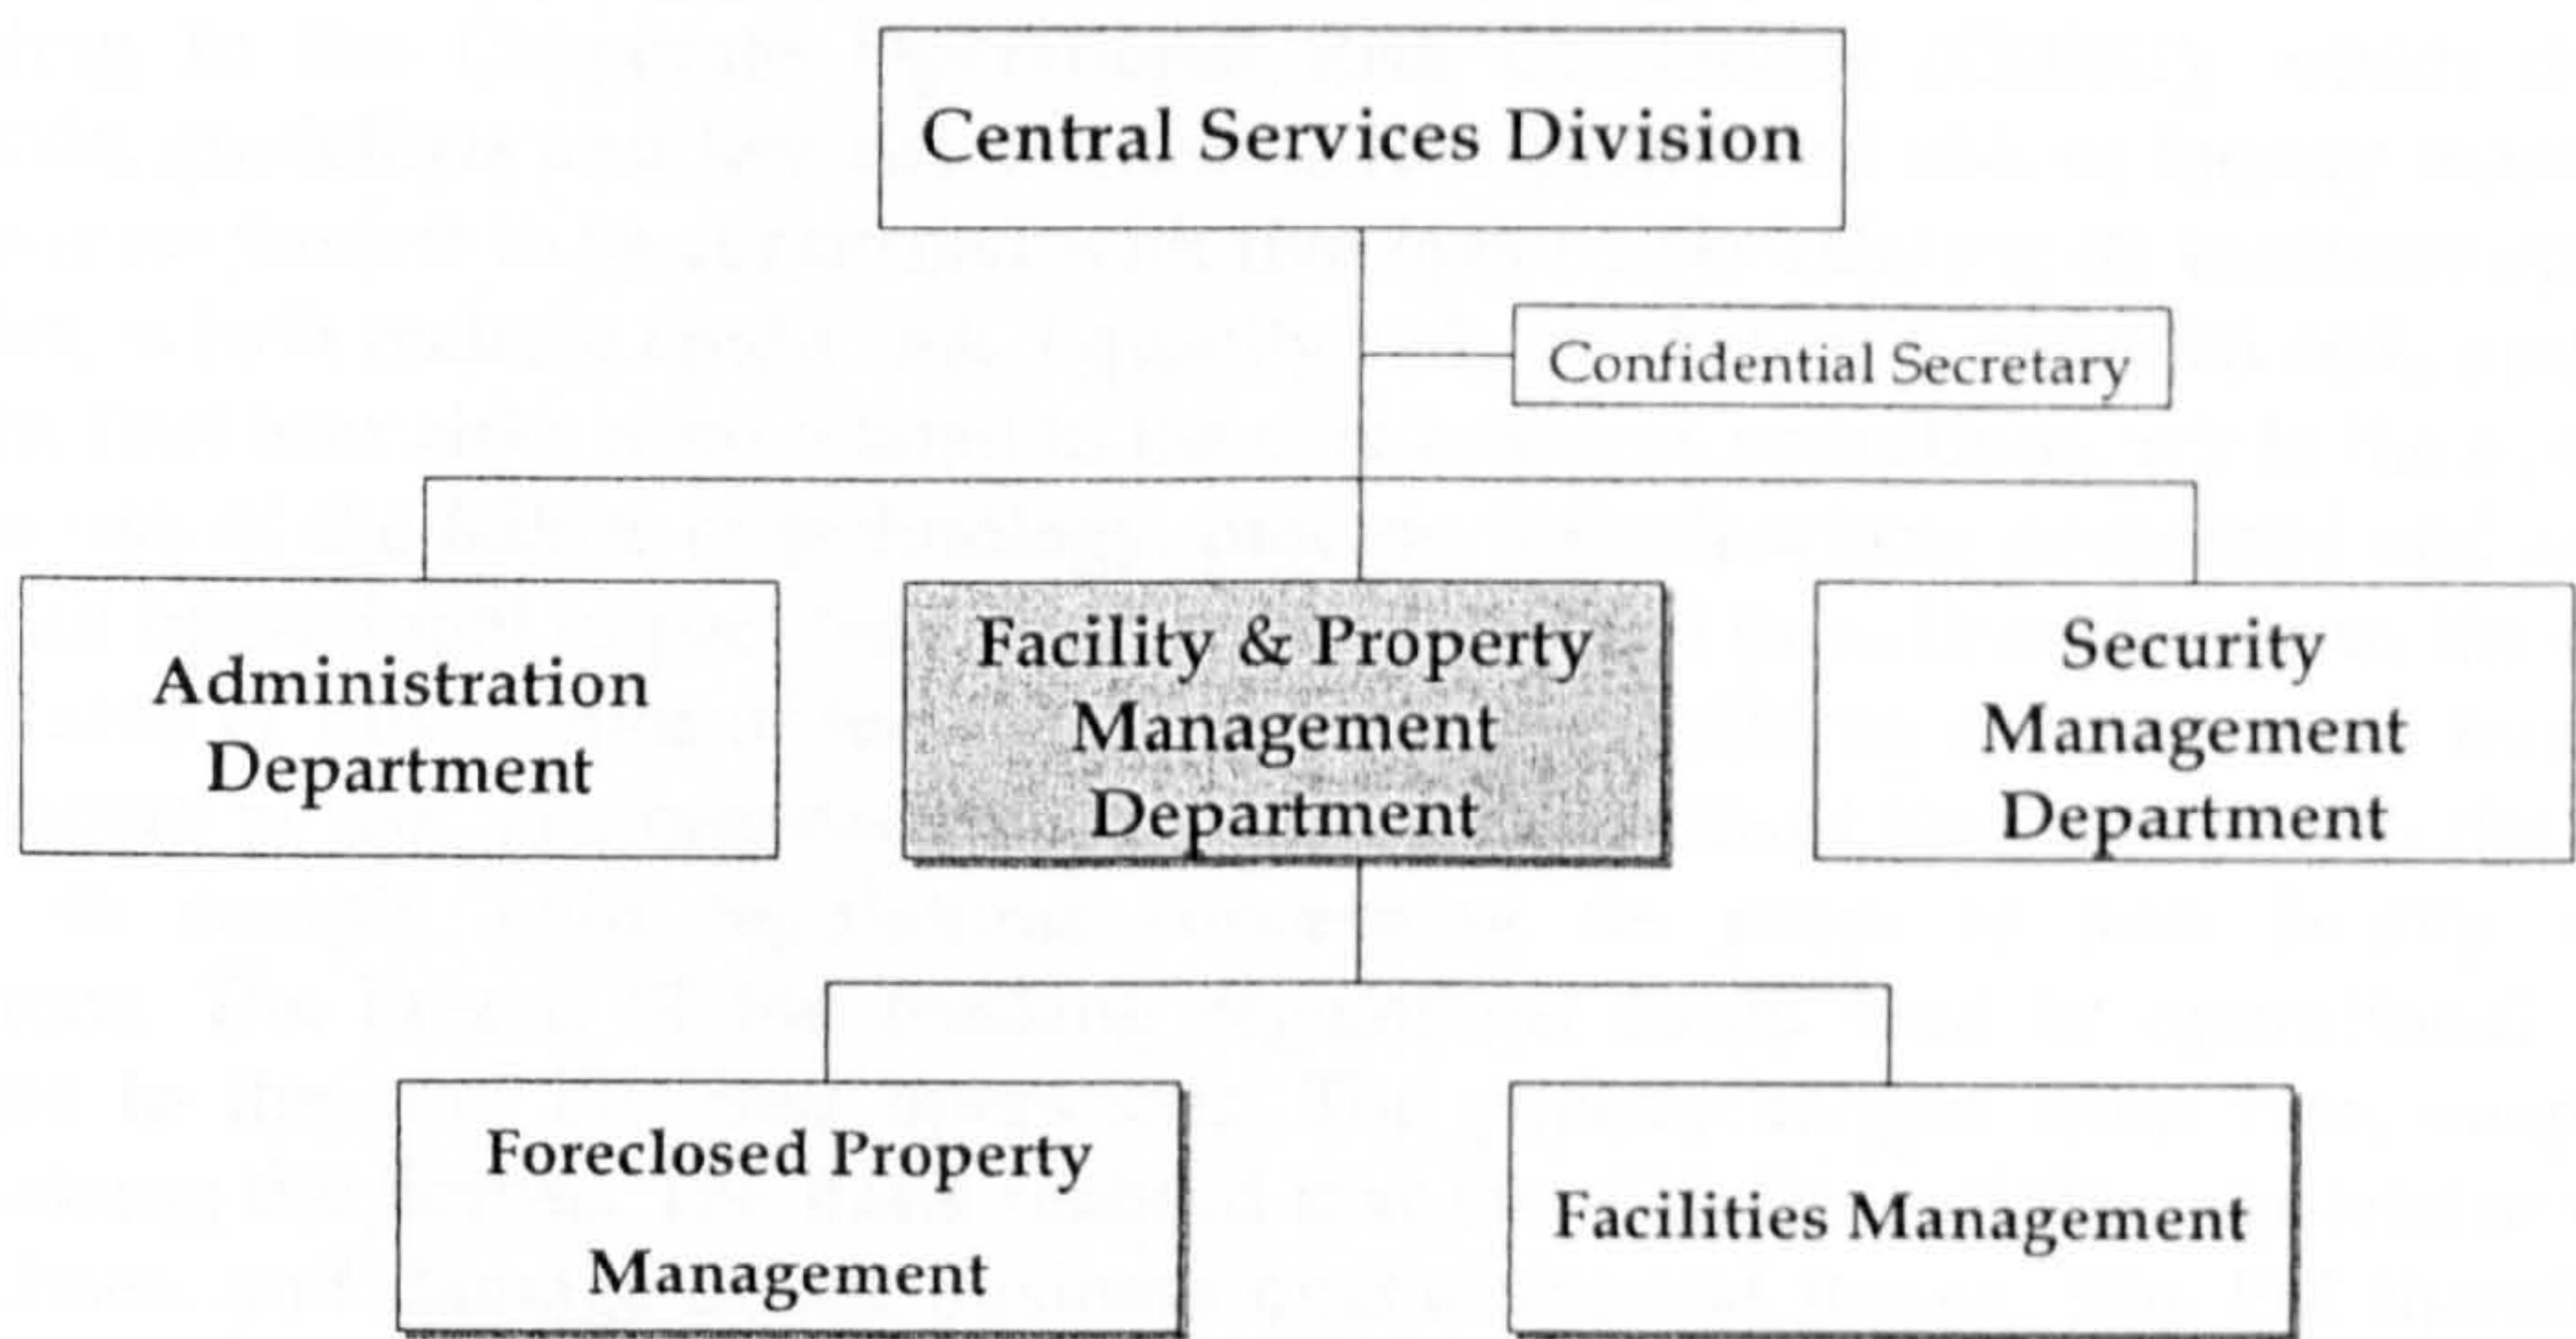 Central Services Division
Confidential Secretary
Administration
Department
Facility & Property
Management
Department
Security
Management
Department
Foreclosed Property
Management
Facilities Management